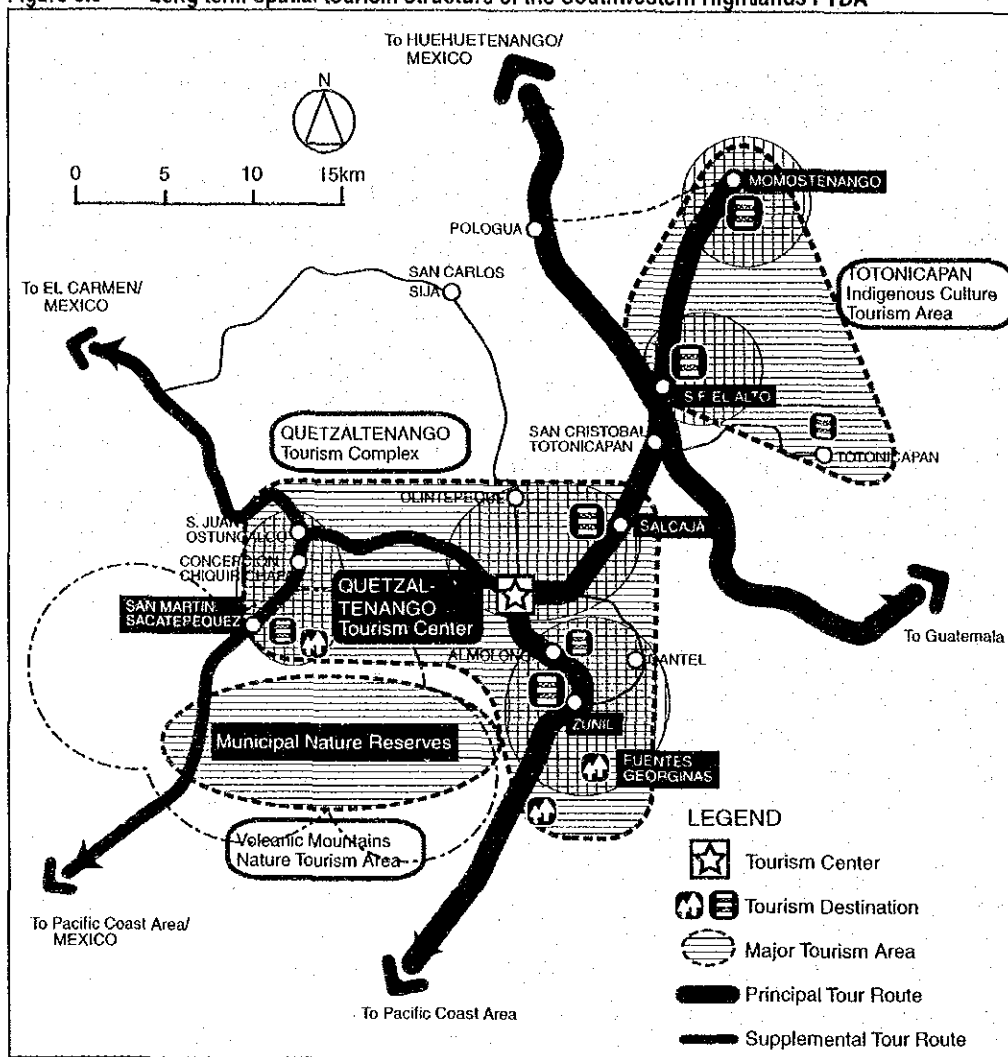 Long term Spatial Tourism Structure of the Southwestern Highlands PTDA
To HUEHUETENANGO/
MEXICO
N
0 5 10 15km
MOMOSTENANGO
POLOGUA
SAN CARLOS
SIJA
To EL CARMEN/
MEXICO
TOTONICAPAN
Indigenous Culture
Tourism Area
S.F. EL ALTO
SAN CRISTOBAL
TOTONICAPAN
TOTONICAPAN
QUETZALTENANGO
Tourism Complex
OLINTEPEQUE
SALCAJA
S. JUAN
OSTUNCALCO
CONCEPCION
CHIQUIRICHAPA
QUETZAL-
TENANGO
Tourism Center
SAN MARTIN
SACATEPEQUEZ
To Guatemala
ALMOLONG
CANTEL
ZUNIL
Municipal Nature Reserves
FUENTES
GEORGINAS
LEGEND
Volcanic Mountains
Nature Tourism Area
Tourism Center
Tourism Destination
To Pacific Coast Area/
MEXICO
Major Tourism Area
Principal Tour Route
To Pacific Coast Area
Supplemental Tour Route